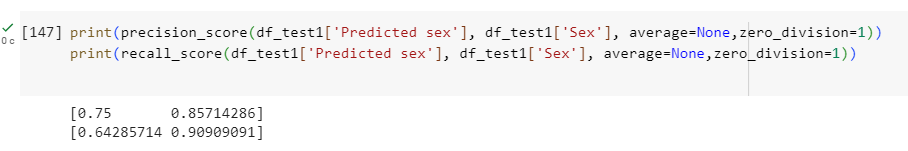 [147] print(precision_score(df_test1['Predicted sex'], df_test1['Sex'], average=None,zero_division=1))
0 с print(recall_score(df_test1['Predicted sex'], df_test1['Sex'], average=None,zero_division=1))
[0.75 0.85714286]
[0.64285714 0.90909091]